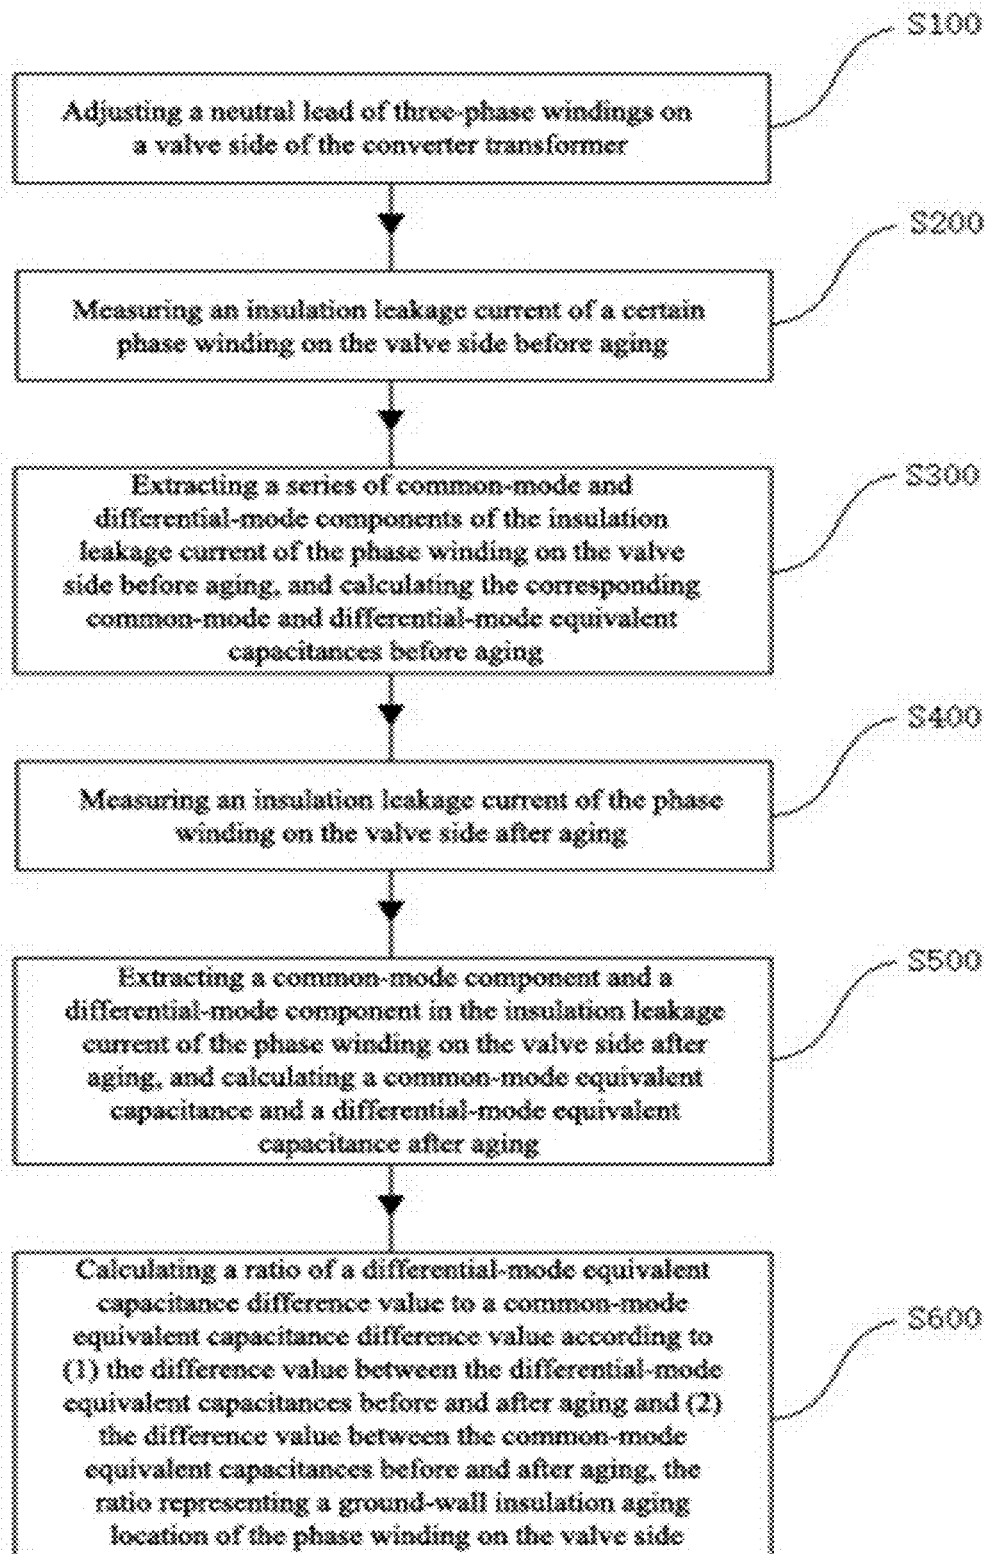 S100
Adjusting a neutral lead of three-phase windings on
a valve side of the converter transformer
S200
Measuring an insulation leakage current of a certain
phase winding on the valve side before aging
S300
Extracting a series of common-mode and
differential-mode components of the insulation
leakage current of the phase winding on the valve
side before aging, and calculating the corresponding
common-mode and differential-mode equivalent
capacitances before aging
S400
Measuring an insulation leakage current of the phase
winding on the valve side after aging
S500
Extracting a common-mode component and a
differential-mode component in the insulation leakage
current of the phase winding on the valve side after
aging, and calculating a common-mode equivalent
capacitance and a differential-mode equivalent
capacitance after aging
S600
Calculating a ratio of a differential-mode equivalent
capacitance difference value to a common-mode
equivalent capacitance difference value according to
(1) the difference value between the differential-mode
equivalent capacitances before and after aging and (2)
the difference value between the common-mode
equivalent capacitances before and after aging, the
ratio representing a ground-wall insulation aging
location of the phase winding on the valve side